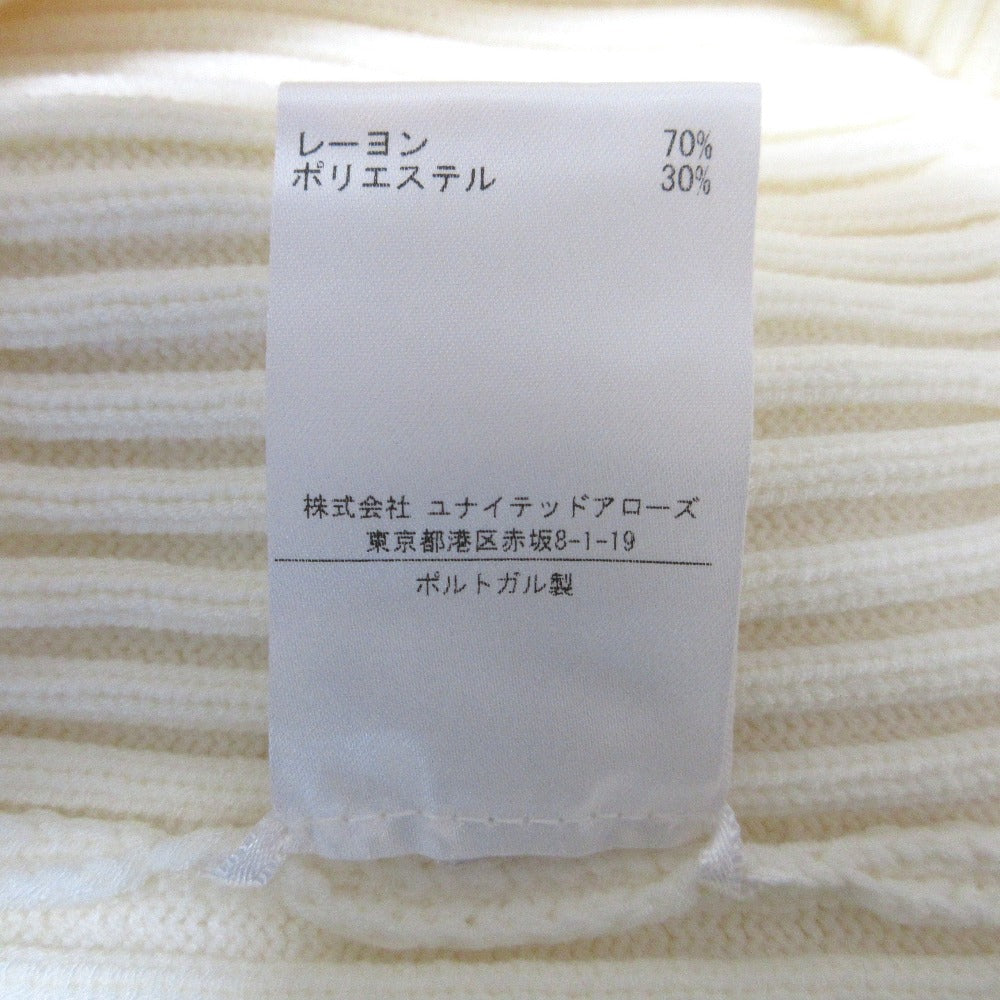 レーヨン 70%
ポリエステル 30%
株式会社 ユナイテッドアローズ
東京都港区赤坂8-1-19
ポルトガル製